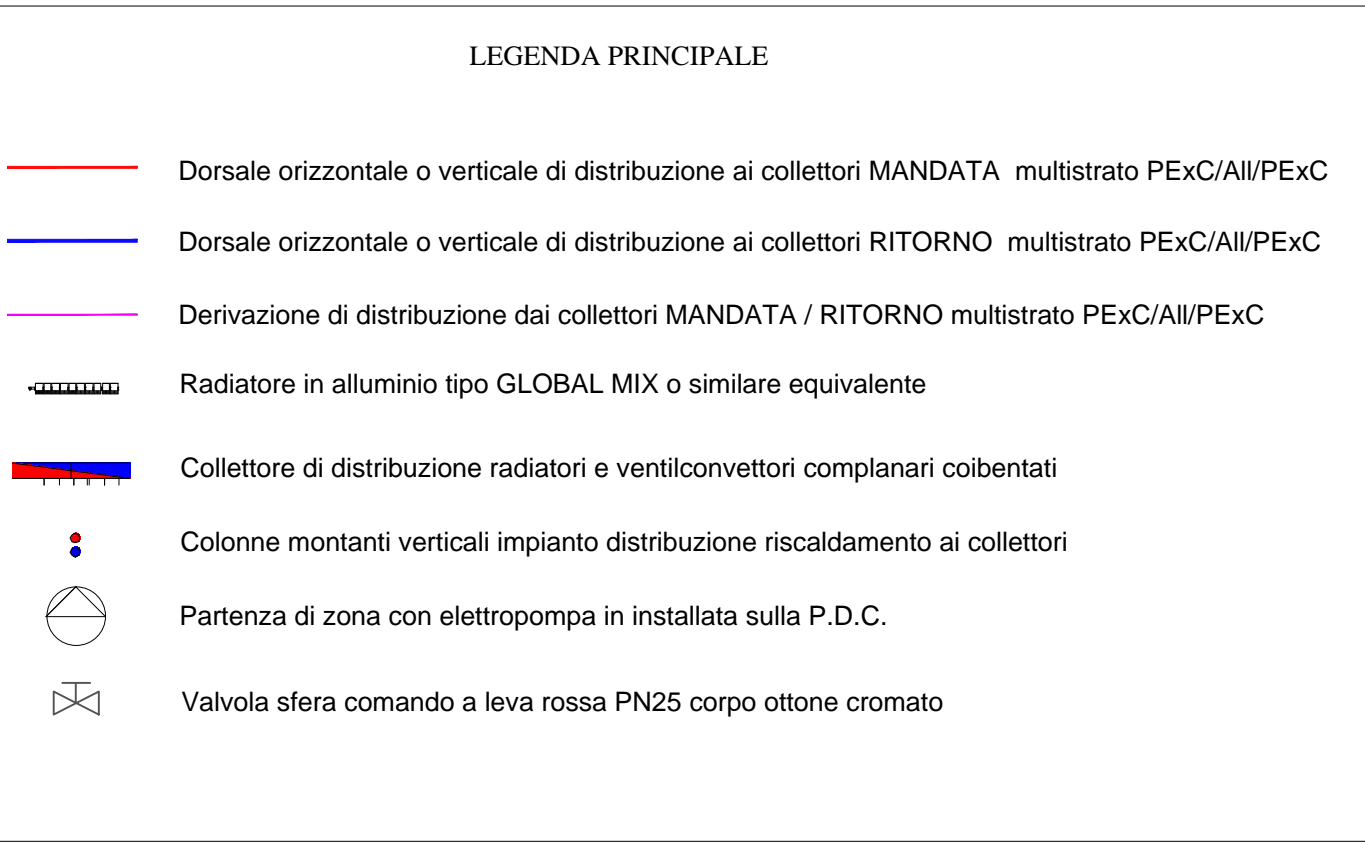 LEGENDA PRINCIPALE
Dorsale orizzontale o verticale di distribuzione ai collettori MANDATA multistrato PExC/All/PExC
Dorsale orizzontale o verticale di distribuzione ai collettori RITORNO multistrato PExC/All/PExC
Derivazione di distribuzione dai collettori MANDATA / RITORNO multistrato PExC/All/PExC
Radiatore in alluminio tipo GLOBAL MIX o similare equivalente
Collettore di distribuzione radiatori e ventilconvettori complanari coibentati
Colonne montanti verticali impianto distribuzione riscaldamento ai collettori
Partenza di zona con elettropompa in installata sulla P.D.C.
Valvola sfera comando a leva rossa PN25 corpo ottone cromato